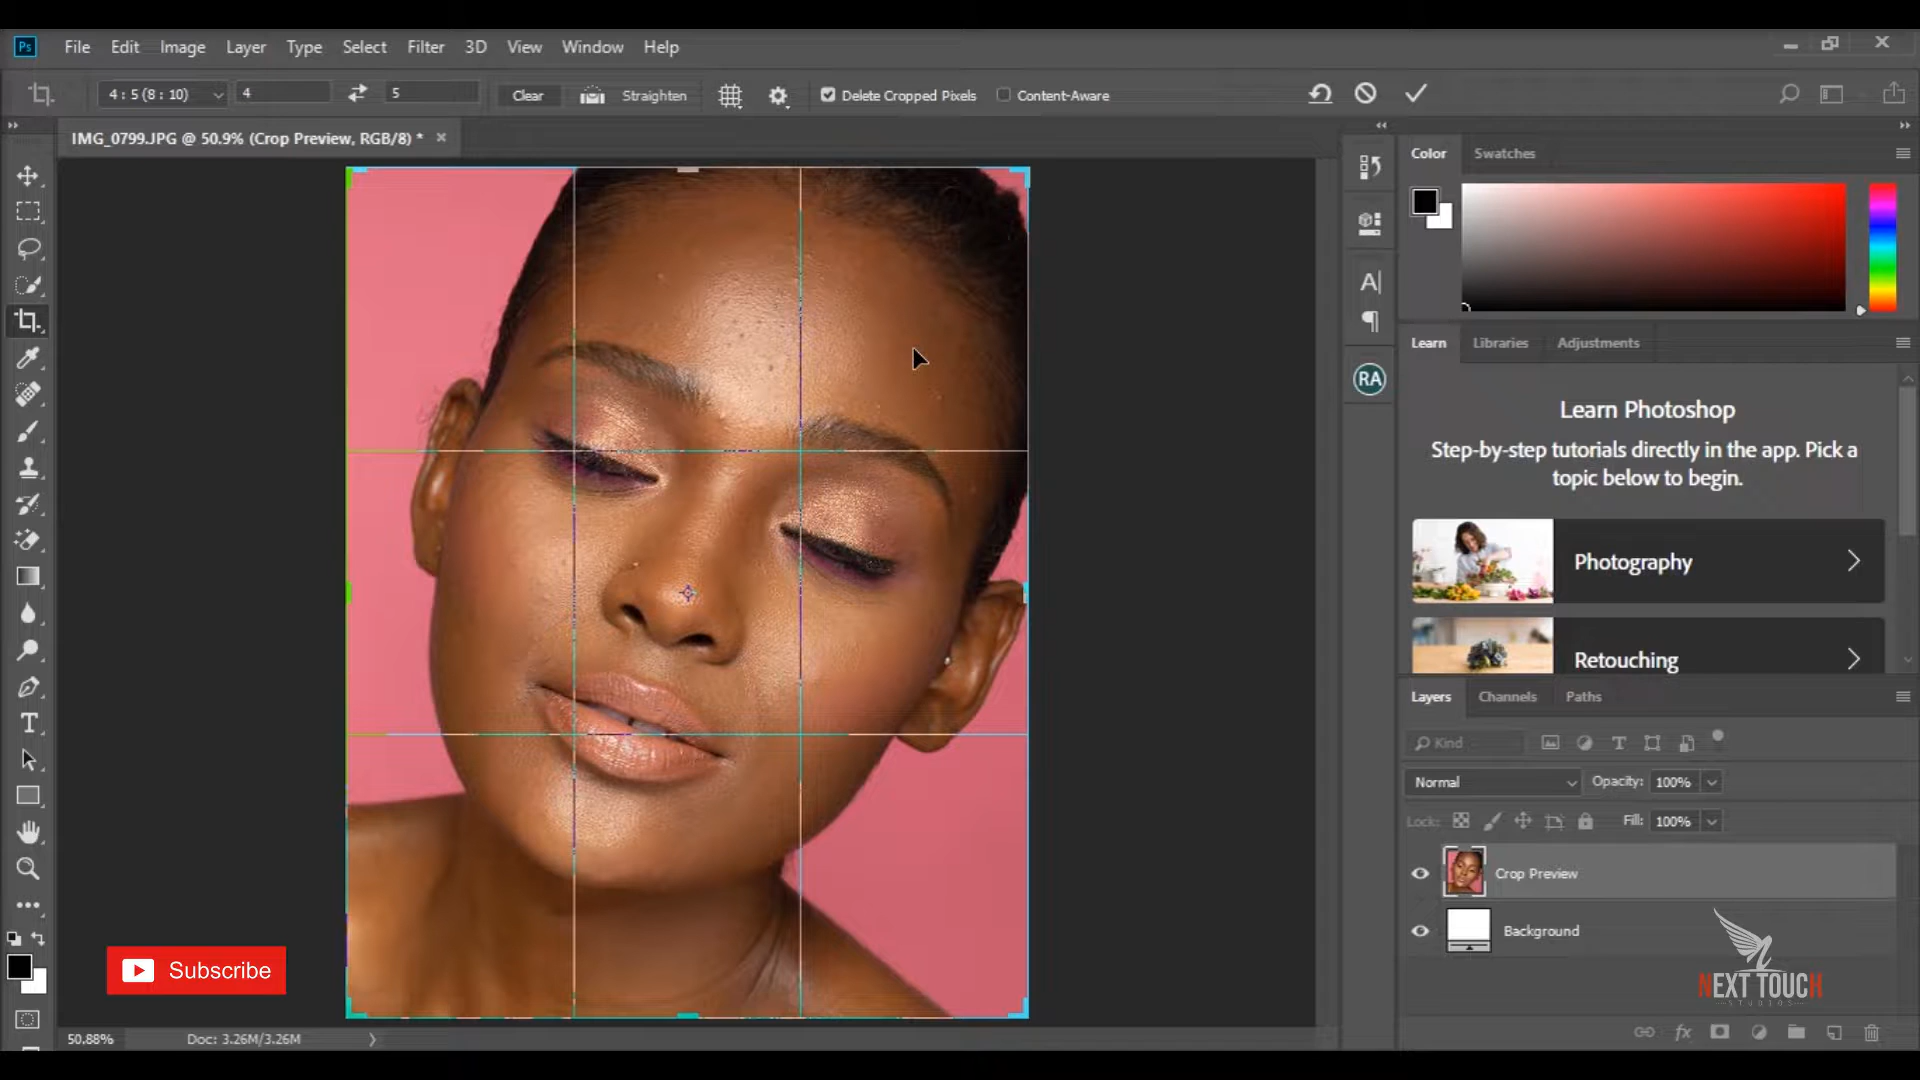 Ps File Edit Image Layer Type Select Filter 3D View Window Help
4 : 5 (8 : 10) 4 5 Clear Straighten Delete Cropped Pixels Content-Aware
IMG_0799.JPG @ 50.9% (Crop Preview, RGB/8) *
Color Swatches
A
RA
Learn Libraries Adjustments
Learn Photoshop
Step-by-step tutorials directly in the app. Pick a
topic below to begin.
Photography
Retouching
Layers Channels Paths
Kind
Normal Opacity: 100%
Lock: Fill: 100%
Crop Preview
Background
NEXT TOUCH
STUDIOS
Subscribe
50.88% Doc: 3.26M/3.26M
fx